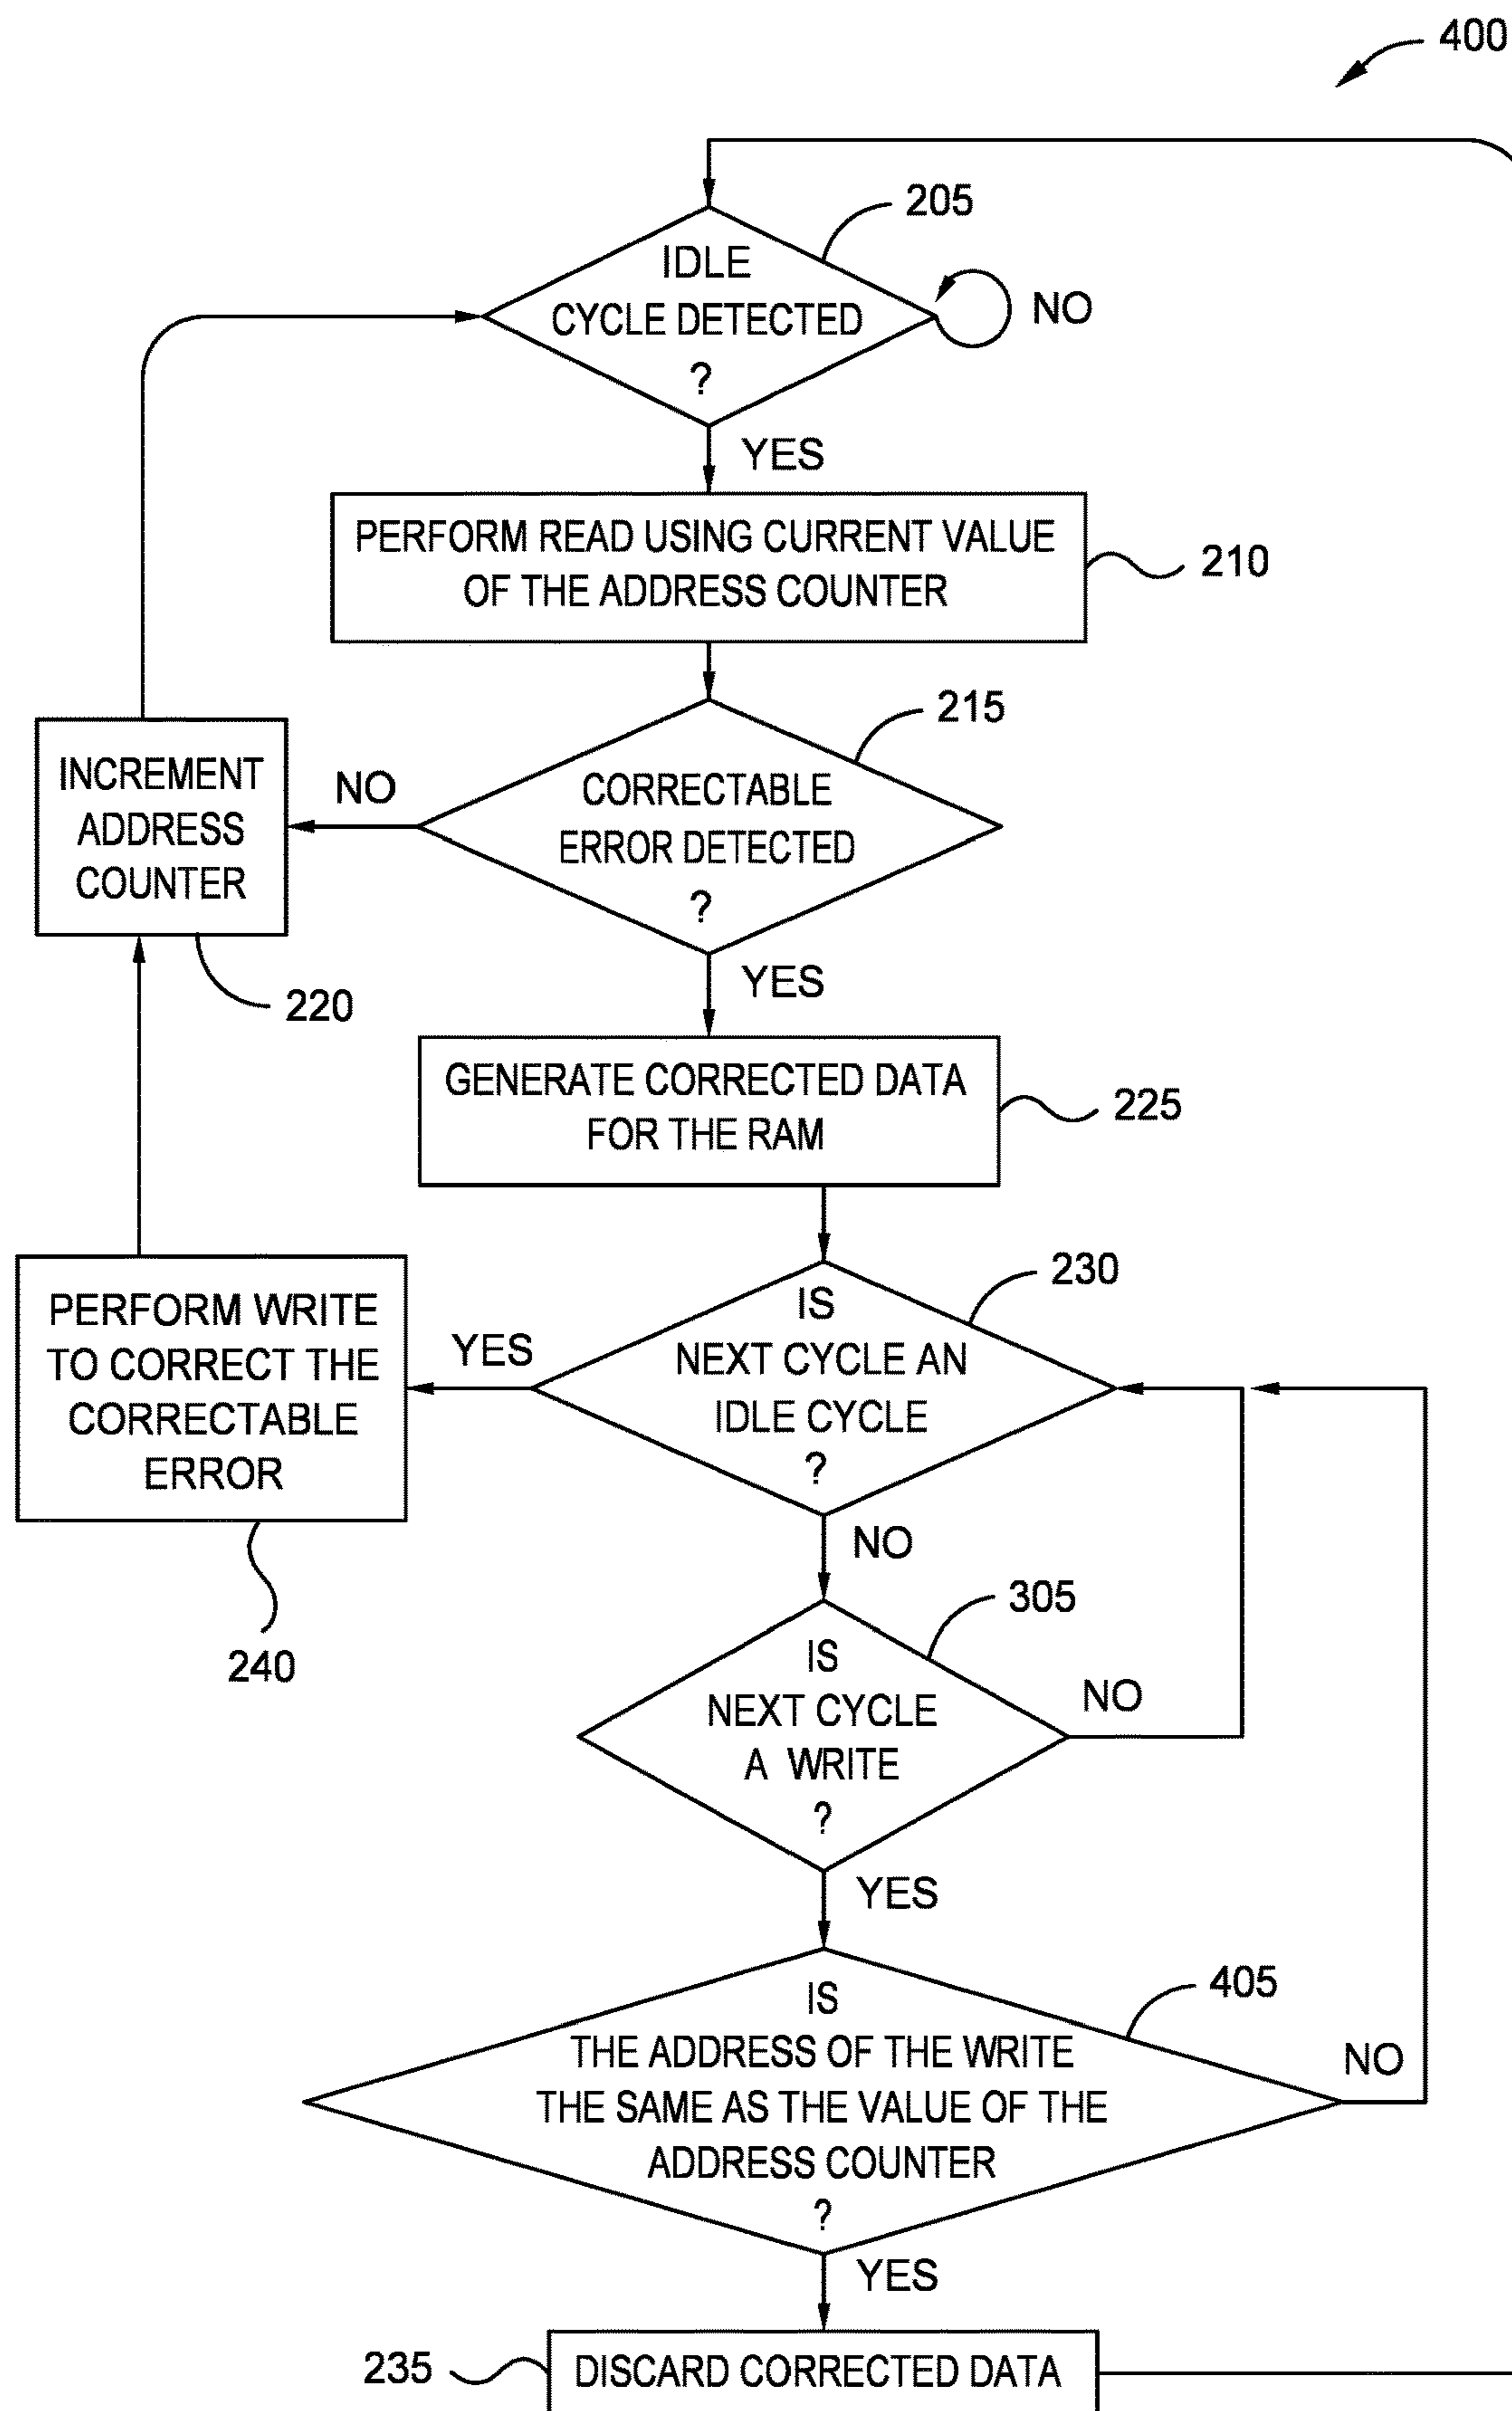 400
205
IDLE
CYCLE DETECTED
?
NO
YES
PERFORM READ USING CURRENT VALUE
OF THE ADDRESS COUNTER
210
215
CORRECTABLE
ERROR DETECTED
?
NO
INCREMENT
ADDRESS
COUNTER
220
YES
GENERATE CORRECTED DATA
FOR THE RAM
225
230
IS
NEXT CYCLE AN
IDLE CYCLE
?
YES
PERFORM WRITE
TO CORRECT THE
CORRECTABLE
ERROR
240
NO
305
IS
NEXT CYCLE
A WRITE
?
NO
YES
405
IS
THE ADDRESS OF THE WRITE
THE SAME AS THE VALUE OF THE
ADDRESS COUNTER
?
NO
YES
235
DISCARD CORRECTED DATA